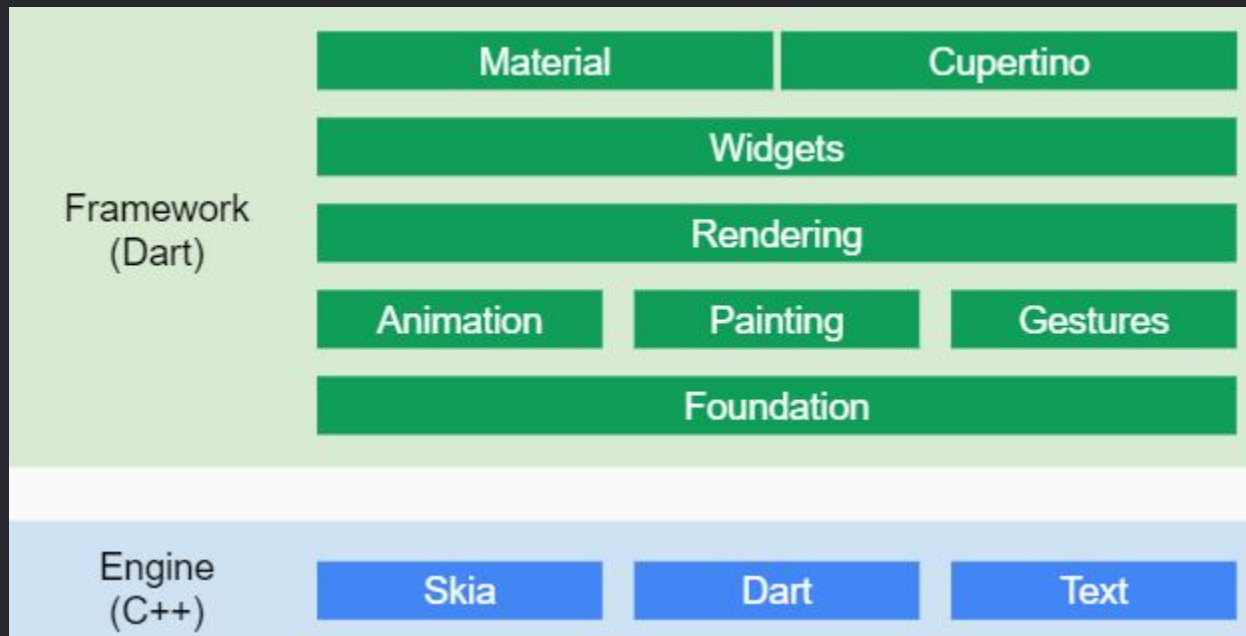 Material Cupertino
Widgets
Framework
(Dart)
Rendering
Animation Painting Gestures
Foundation
Engine
(C++)
Skia Dart Text